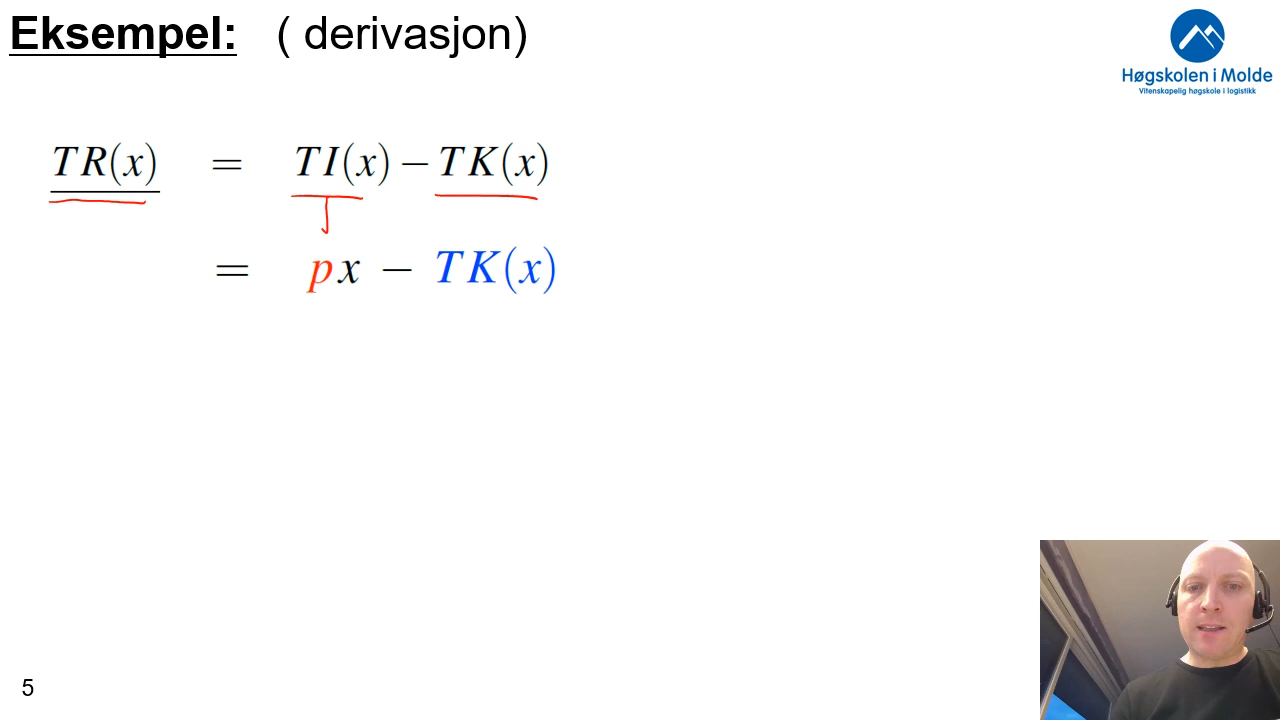 Eksempel: ( derivasjon)
Høgskolen i Molde
Vitenskapelig høgskole i logistikk
TR(x) = TI(x) − TK(x)
= px − TK(x)
5